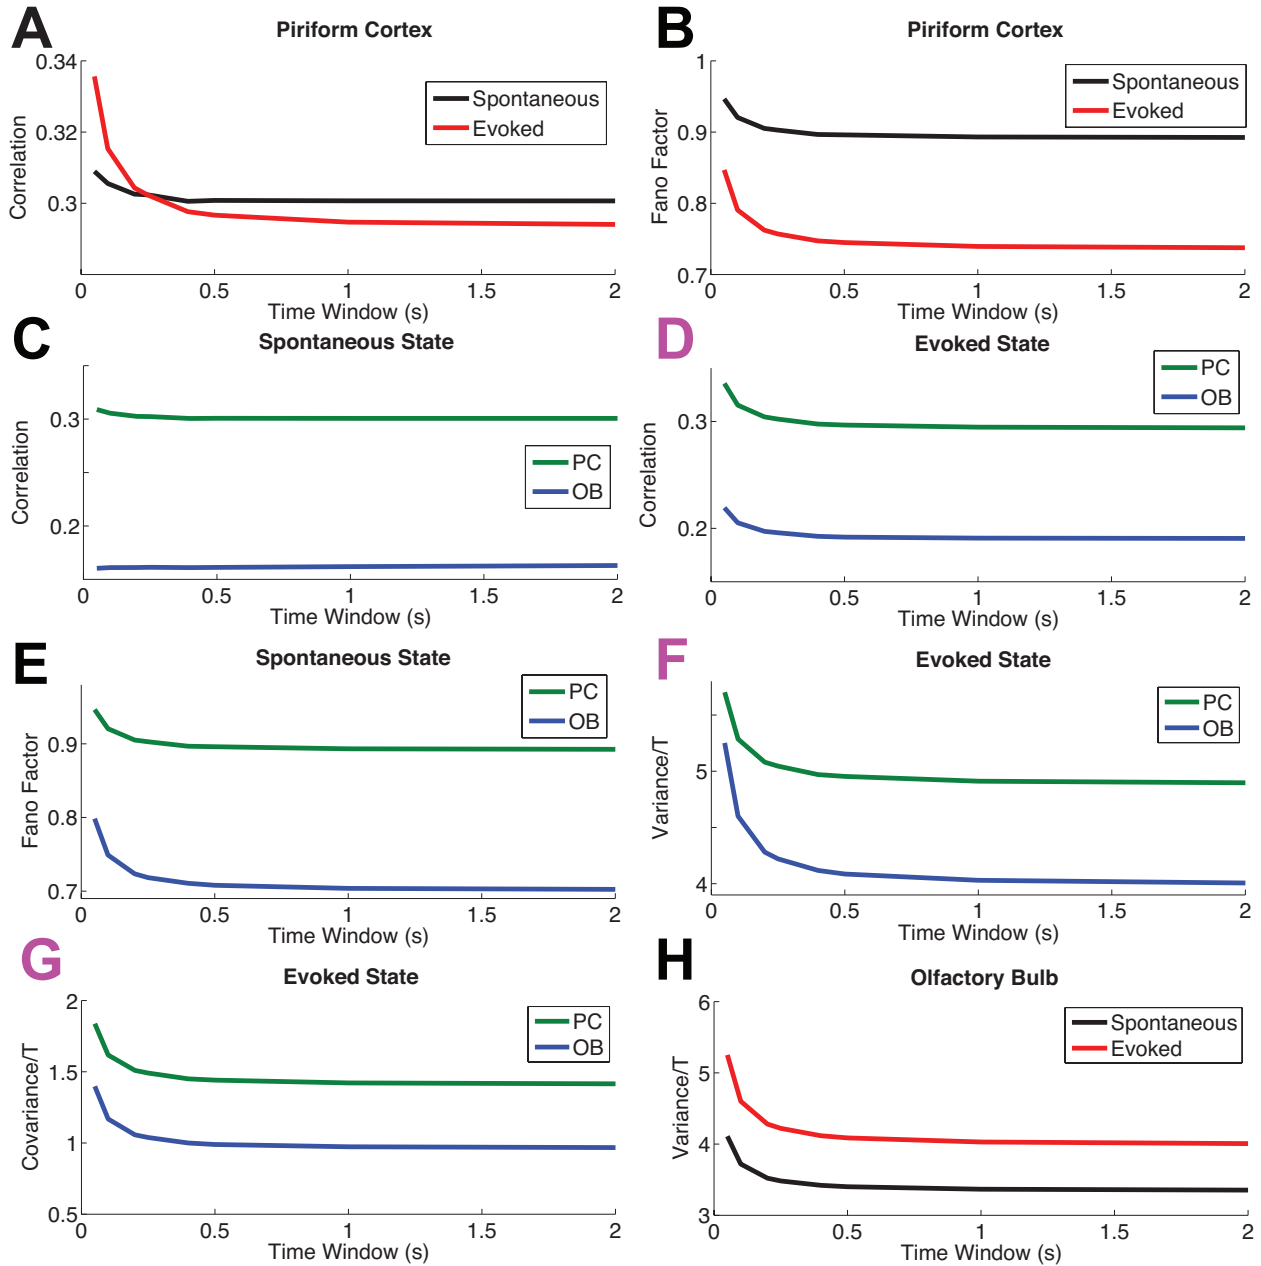 A
Piriform Cortex
0.34
0.32
0.3
Correlation
Spontaneous
Evoked
0 0.5 1 1.5 2
Time Window (s)
B
Piriform Cortex
1
0.9
0.8
0.7
Fano Factor
Spontaneous
Evoked
0 0.5 1 1.5 2
Time Window (s)
C
Spontaneous State
0.3
0.2
Correlation
PC
OB
0 0.5 1 1.5 2
Time Window (s)
D
Evoked State
0.3
0.2
Correlation
PC
OB
0 0.5 1 1.5 2
Time Window (s)
E
Spontaneous State
0.9
0.8
0.7
Fano Factor
PC
OB
0 0.5 1 1.5 2
Time Window (s)
F
Evoked State
5
4
Variance/T
PC
OB
0 0.5 1 1.5 2
Time Window (s)
G
Evoked State
2
1.5
1
0.5
Covariance/T
PC
OB
0 0.5 1 1.5 2
Time Window (s)
H
Olfactory Bulb
6
5
4
3
Variance/T
Spontaneous
Evoked
0 0.5 1 1.5 2
Time Window (s)